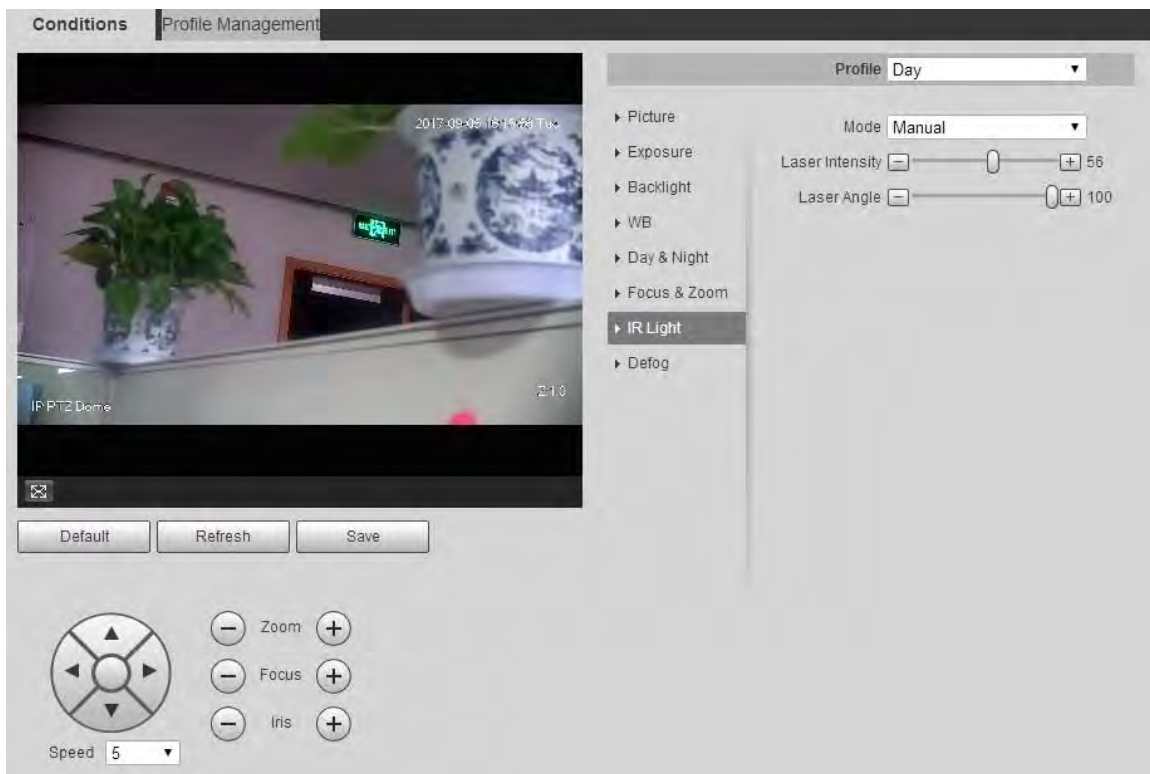 Conditions
Profile Management
Profile Day
Picture
Exposure
Backlight
WB
Day & Night
Focus & Zoom
IR Light
Defog
Mode Manual
Laser Intensity 56
Laser Angle 100
IP PTZ Dome
Z:1.0
Default
Refresh
Save
Zoom
Focus
Iris
Speed 5